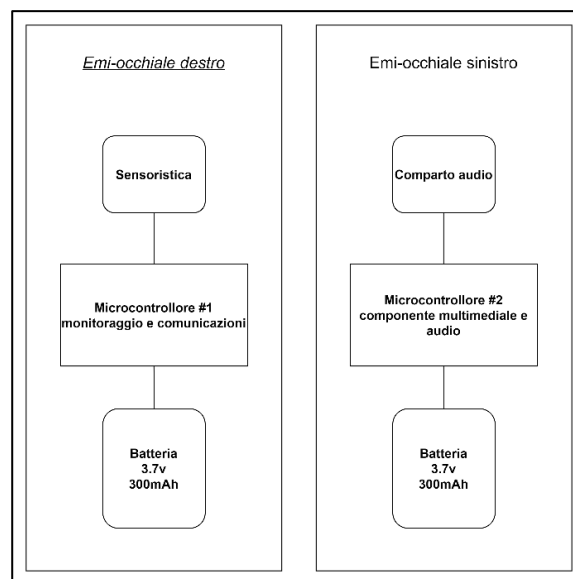 Emi-occhiale destro
Sensoristica
Microcontrollore #1
monitoraggio e comunicazioni
Batteria
3.7v
300mAh
Emi-occhiale sinistro
Comparto audio
Microcontrollore #2
componente multimediale e
audio
Batteria
3.7v
300mAh